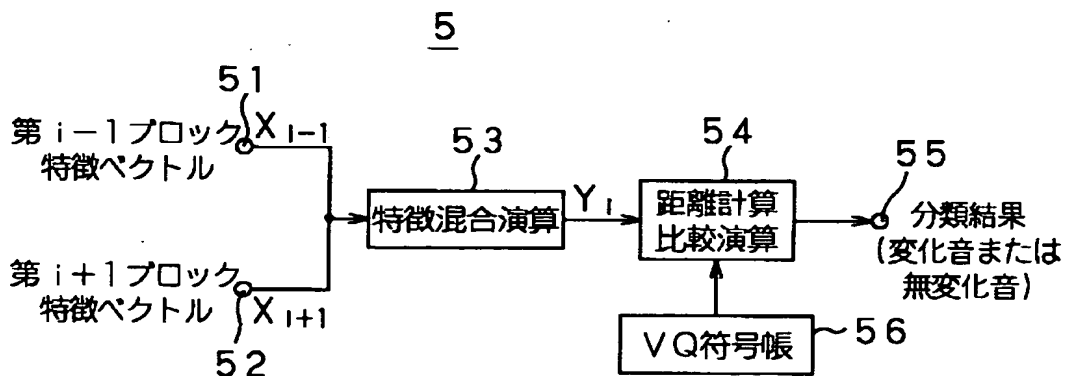 5
51
第i−1ブロック
特徴ベクトル
X i−1
第i+1ブロック
特徴ベクトル
X i+1
52
53
特徴混合演算
Y i
54
距離計算
比較演算
55
分類結果
(変化音または
無変化音)
VQ符号帳
56